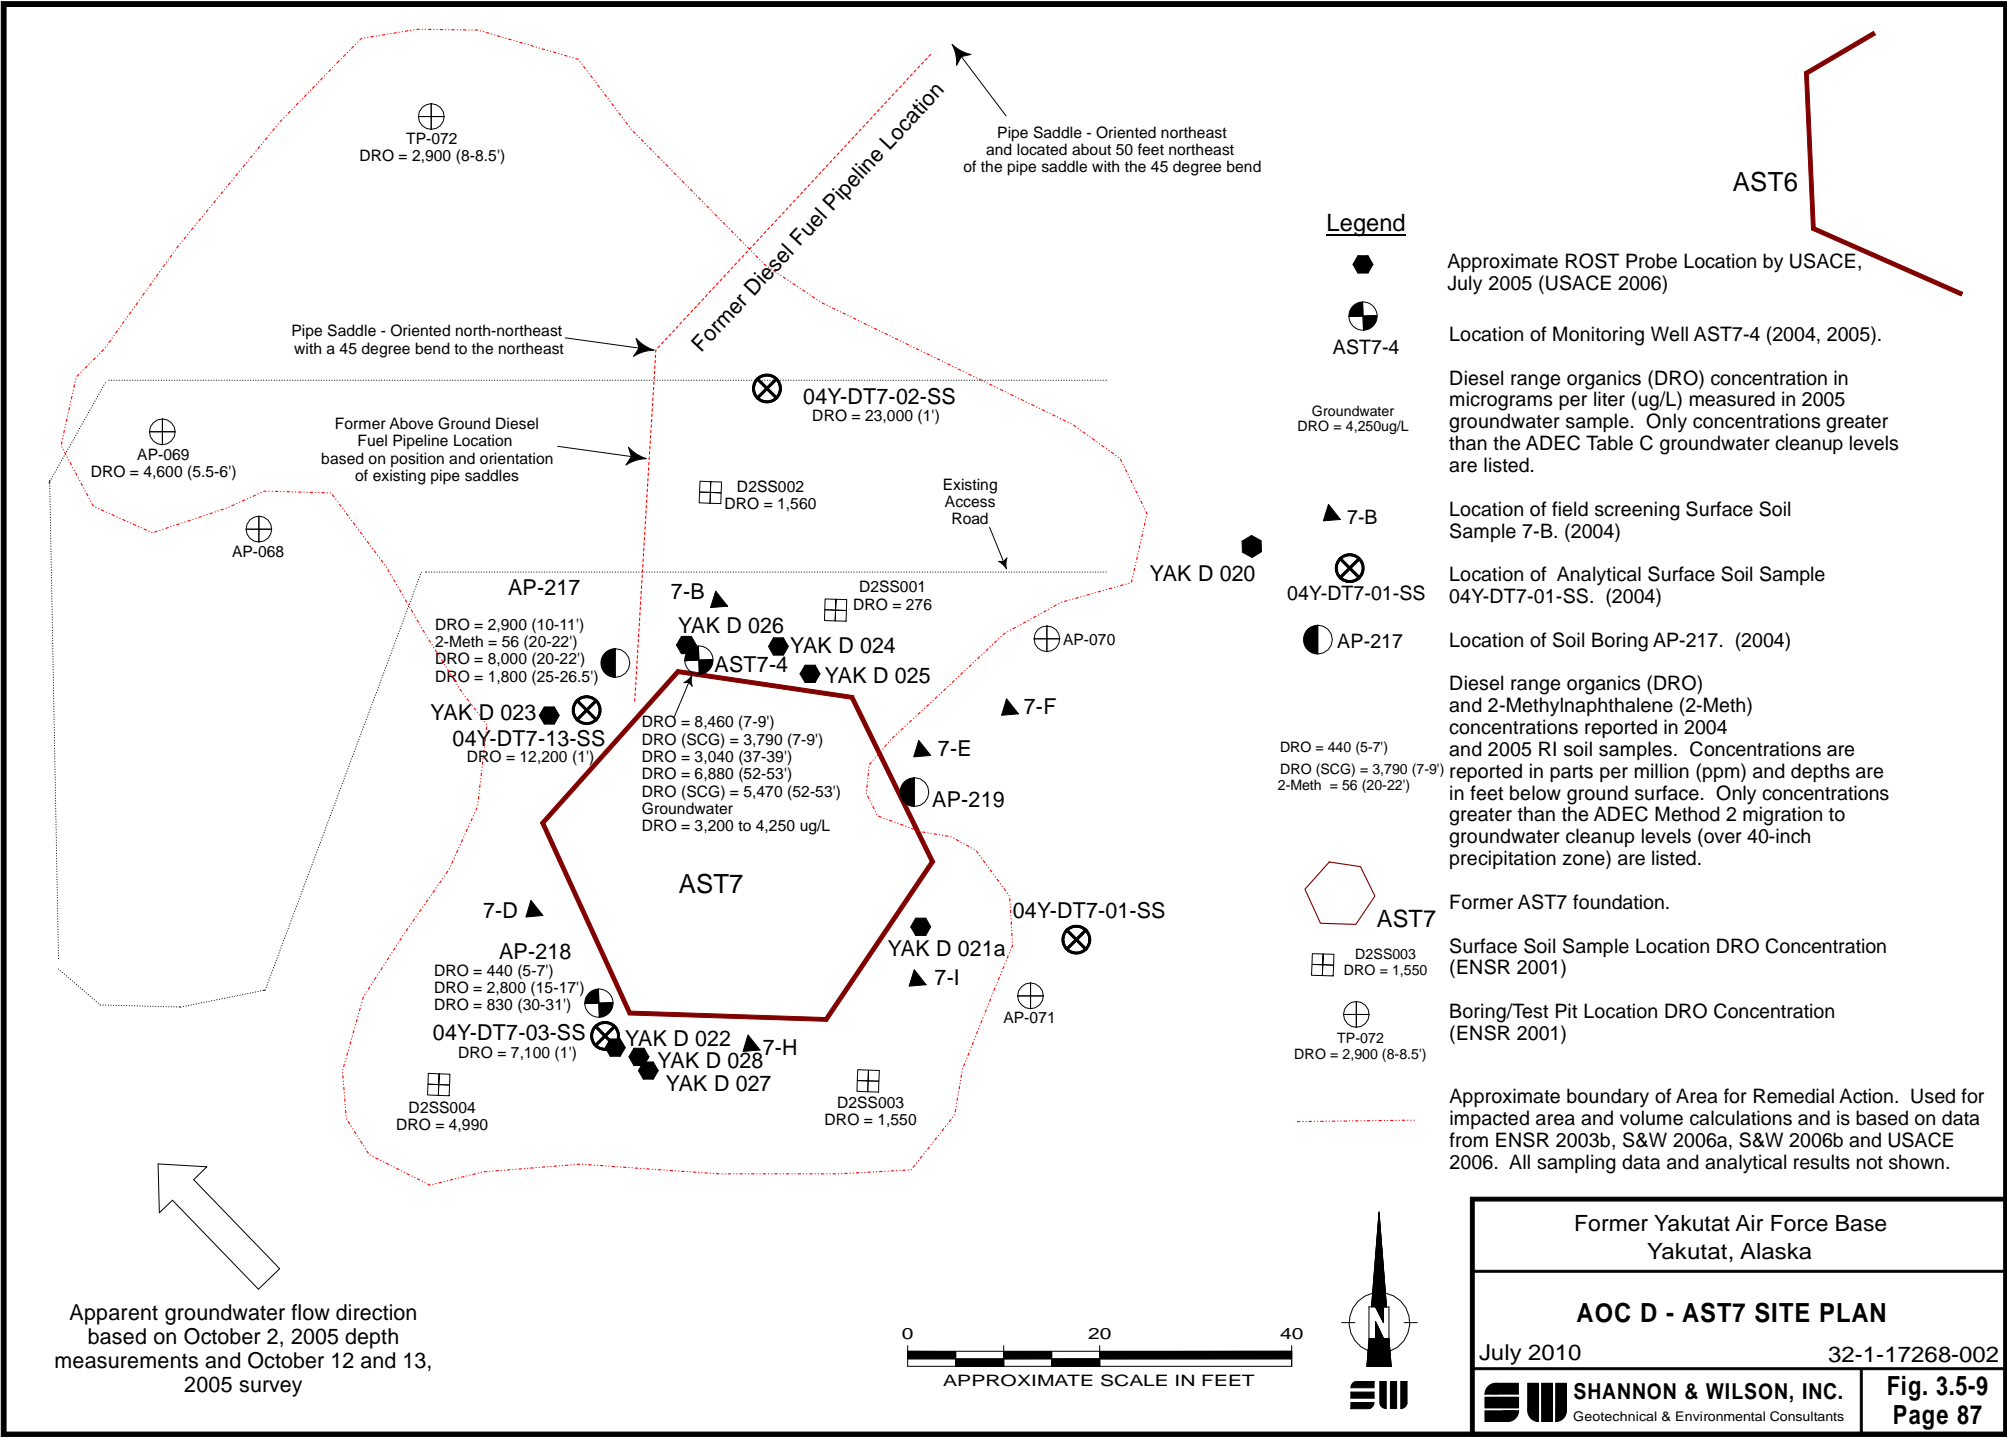 TP-072
DRO = 2,900 (8-8.5')
Former Diesel Fuel Pipeline Location
Pipe Saddle - Oriented northeast
and located about 50 feet northeast
of the pipe saddle with the 45 degree bend
AST6
Pipe Saddle - Oriented north-northeast
with a 45 degree bend to the northeast
04Y-DT7-02-SS
DRO = 23,000 (1')
Former Above Ground Diesel
Fuel Pipeline Location
based on position and orientation
of existing pipe saddles
AP-069
DRO = 4,600 (5.5-6')
AP-068
D2SS002
DRO = 1,560
Existing
Access
Road
YAK D 020
AP-217
DRO = 2,900 (10-11')
2-Meth = 56 (20-22')
DRO = 8,000 (20-22')
DRO = 1,800 (25-26.5')
7-B
YAK D 026
AST7-4
D2SS001
DRO = 276
YAK D 024
YAK D 025
AP-070
7-F
7-E
AP-219
YAK D 023
04Y-DT7-13-SS
DRO = 12,200 (1')
DRO = 8,460 (7-9')
DRO (SCG) = 3,790 (7-9')
DRO = 3,040 (37-39')
DRO = 6,880 (52-53')
DRO (SCG) = 5,470 (52-53')
Groundwater
DRO = 3,200 to 4,250 ug/L
AST7
7-D
AP-218
DRO = 440 (5-7')
DRO = 2,800 (15-17')
DRO = 830 (30-31')
04Y-DT7-03-SS
DRO = 7,100 (1')
YAK D 022
YAK D 028
YAK D 027
7-H
04Y-DT7-01-SS
YAK D 021a
7-I
AP-071
D2SS004
DRO = 4,990
D2SS003
DRO = 1,550
Apparent groundwater flow direction
based on October 2, 2005 depth
measurements and October 12 and 13,
2005 survey
0 20 40
APPROXIMATE SCALE IN FEET
N
SW
Legend
Approximate ROST Probe Location by USACE,
July 2005 (USACE 2006)
AST7-4
Location of Monitoring Well AST7-4 (2004, 2005).
Groundwater
DRO = 4,250ug/L
Diesel range organics (DRO) concentration in
micrograms per liter (ug/L) measured in 2005
groundwater sample. Only concentrations greater
than the ADEC Table C groundwater cleanup levels
are listed.
7-B
Location of field screening Surface Soil
Sample 7-B. (2004)
04Y-DT7-01-SS
Location of Analytical Surface Soil Sample
04Y-DT7-01-SS. (2004)
AP-217
Location of Soil Boring AP-217. (2004)
DRO = 440 (5-7')
DRO (SCG) = 3,790 (7-9')
2-Meth = 56 (20-22')
Diesel range organics (DRO)
and 2-Methylnaphthalene (2-Meth)
concentrations reported in 2004
and 2005 RI soil samples. Concentrations are
reported in parts per million (ppm) and depths are
in feet below ground surface. Only concentrations
greater than the ADEC Method 2 migration to
groundwater cleanup levels (over 40-inch
precipitation zone) are listed.
AST7
Former AST7 foundation.
D2SS003
DRO = 1,550
Surface Soil Sample Location DRO Concentration
(ENSR 2001)
TP-072
DRO = 2,900 (8-8.5')
Boring/Test Pit Location DRO Concentration
(ENSR 2001)
Approximate boundary of Area for Remedial Action. Used for
impacted area and volume calculations and is based on data
from ENSR 2003b, S&W 2006a, S&W 2006b and USACE
2006. All sampling data and analytical results not shown.
Former Yakutat Air Force Base
Yakutat, Alaska
AOC D - AST7 SITE PLAN
July 2010 32-1-17268-002
SW SHANNON & WILSON, INC.
Geotechnical & Environmental Consultants
Fig. 3.5-9
Page 87